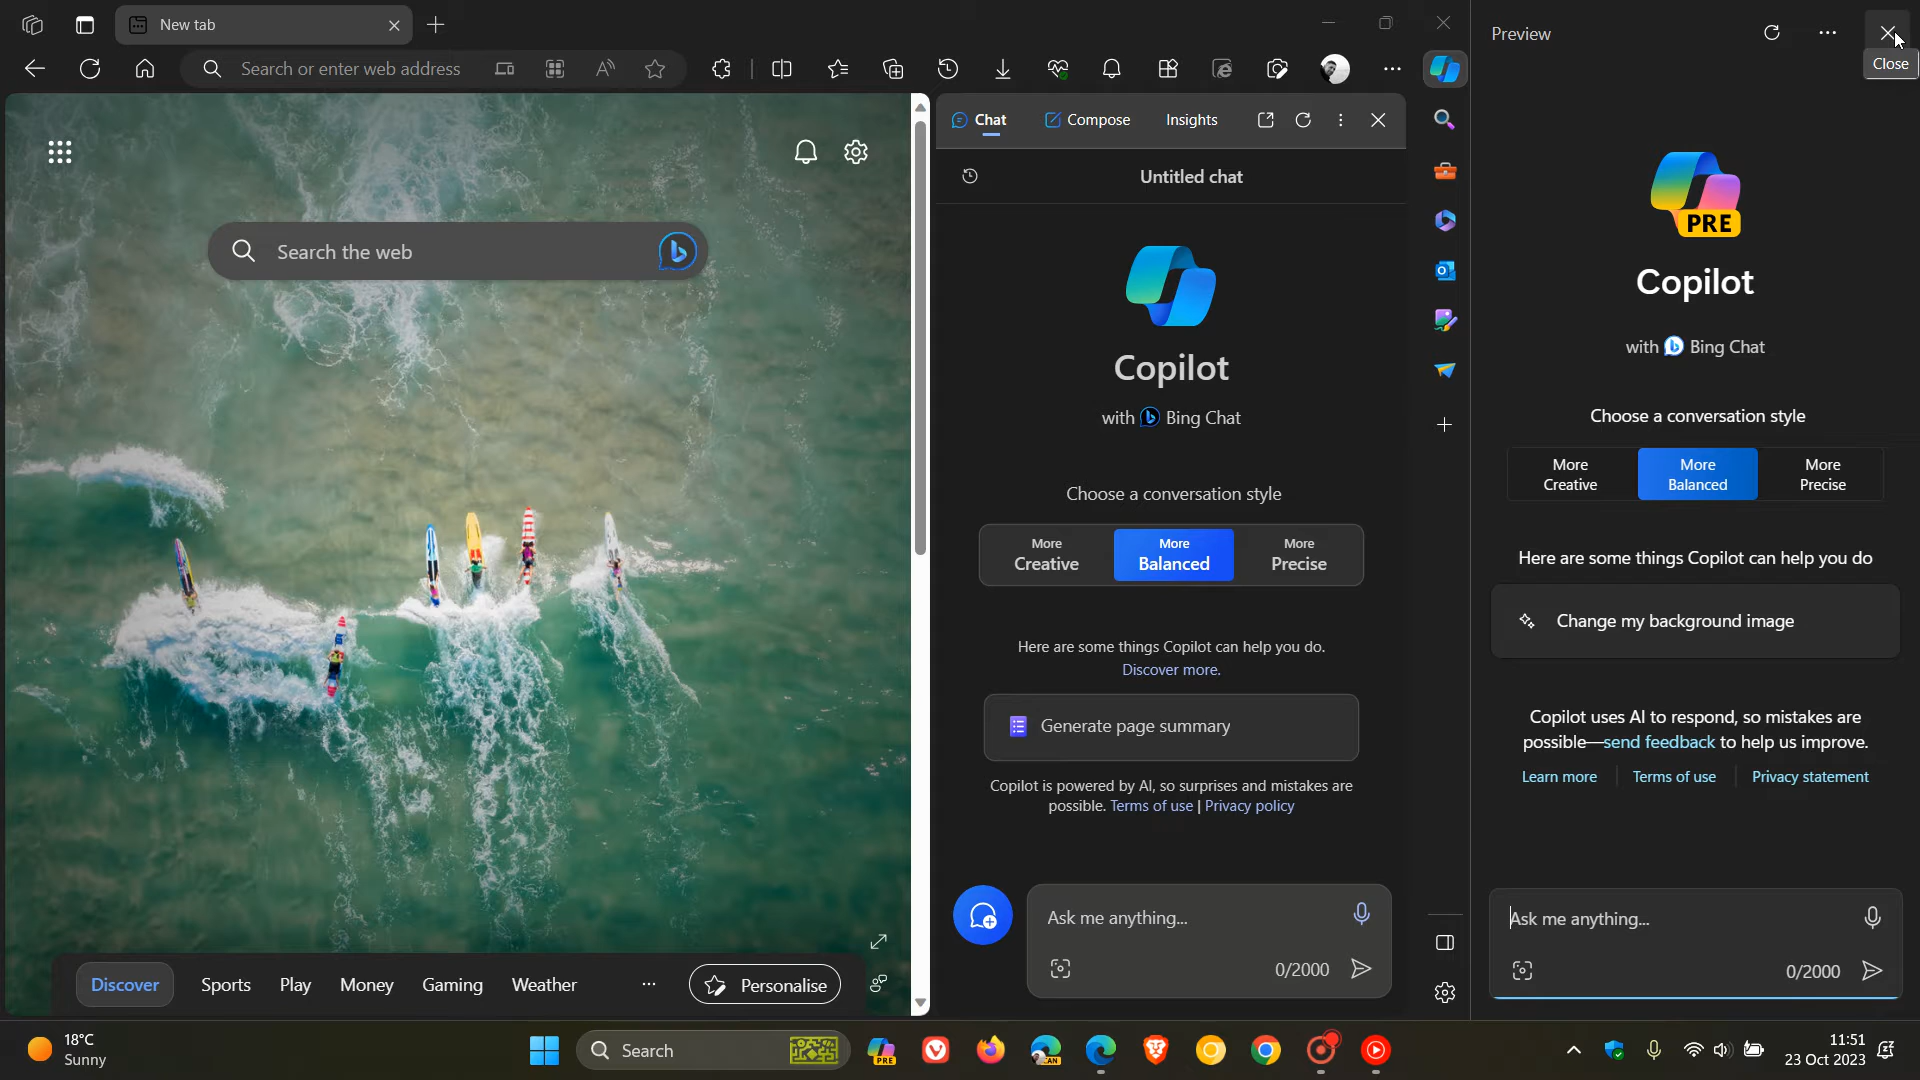 New tab
Search or enter web address
Search the web
Discover
Sports
Play
Money
Gaming
Weather
Personalise
Chat
Compose
Insights
Untitled chat
Copilot
with Bing Chat
Choose a conversation style
More
Creative
More
Balanced
More
Precise
Here are some things Copilot can help you do.
Discover more.
Generate page summary
Copilot is powered by AI, so surprises and mistakes are
possible. Terms of use | Privacy policy
Ask me anything...
0/2000
Preview
Close
PRE
Copilot
with Bing Chat
Choose a conversation style
More
Creative
More
Balanced
More
Precise
Here are some things Copilot can help you do
Change my background image
Copilot uses AI to respond, so mistakes are
possible—send feedback to help us improve.
Learn more
Terms of use
Privacy statement
Ask me anything...
0/2000
18°C
Sunny
Search
PRE
CAN
11:51
23 Oct 2023